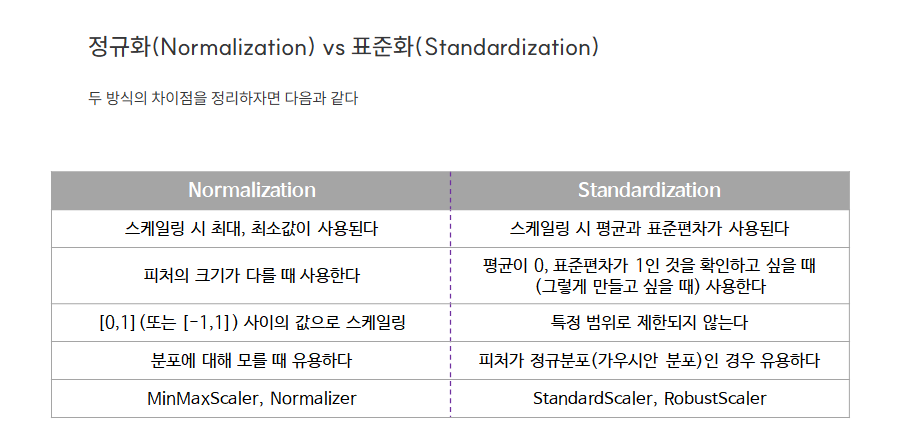 정규화(Normalization) vs 표준화(Standardization)
두 방식의 차이점을 정리하자면 다음과 같다
Normalization
Standardization
스케일링 시 최대, 최소값이 사용된다
스케일링 시 평균과 표준편차가 사용된다
피처의 크기가 다를 때 사용한다
평균이 0, 표준편차가 1인 것을 확인하고 싶을 때
(그렇게 만들고 싶을 때) 사용한다
[0,1](또는 [-1,1]) 사이의 값으로 스케일링
특정 범위로 제한되지 않는다
분포에 대해 모를 때 유용하다
피처가 정규분포(가우시안 분포)인 경우 유용하다
MinMaxScaler, Normalizer
StandardScaler, RobustScaler